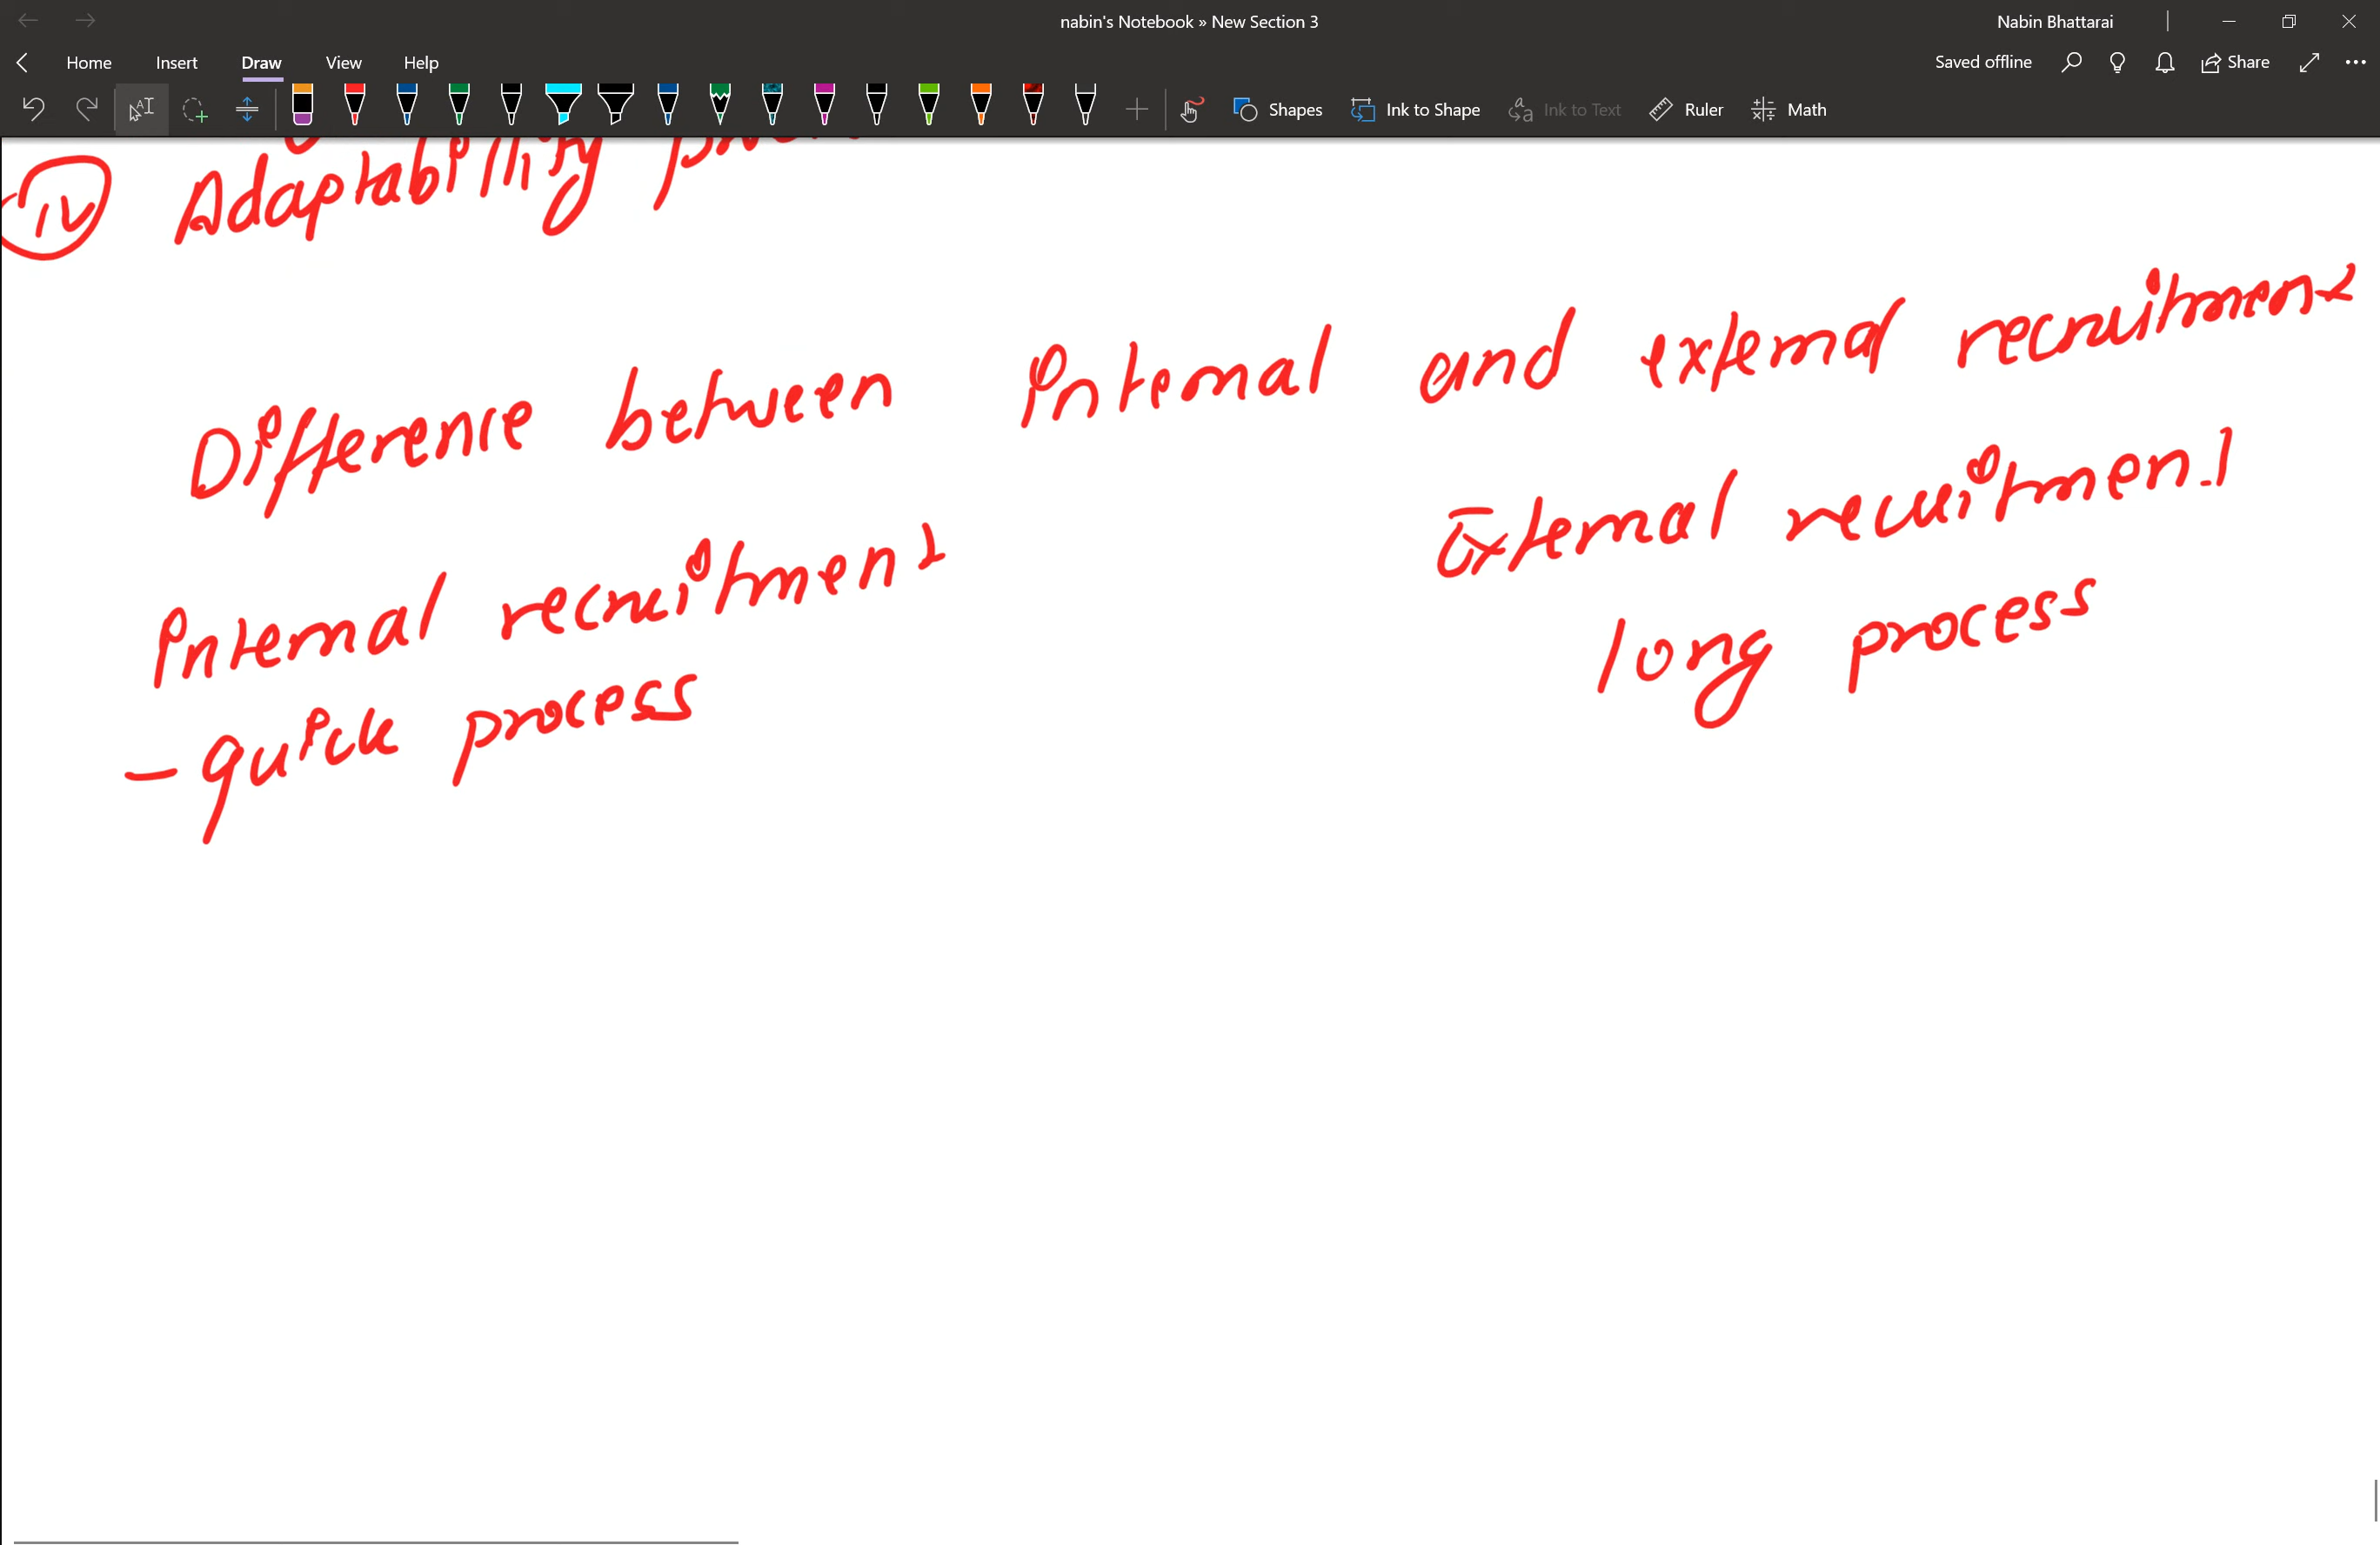 nabin's Notebook » New Section 3
Nabin Bhattarai
Home Insert Draw View Help
Saved offline
Share
Shapes Ink to Shape Ink to Text Ruler Math
iv Adaptability
Difference between Internal and external recruitment
Internal recruitment External recuitment
- quick process long process